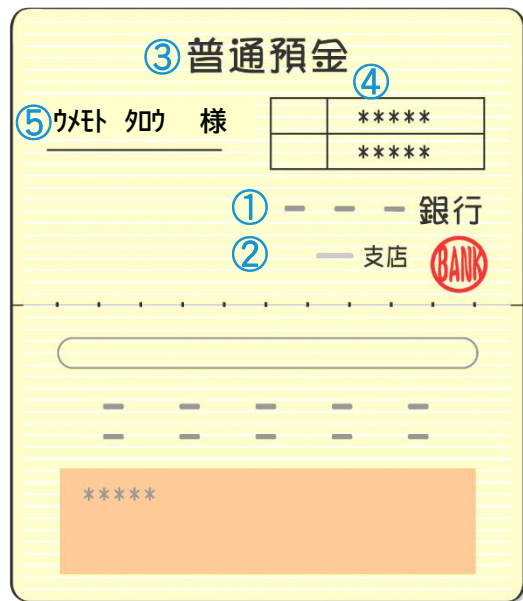 ③普通預金
④
⑤ウメモト タロウ 様
*****
*****
① － － － 銀行
② － 支店 BANK
*****